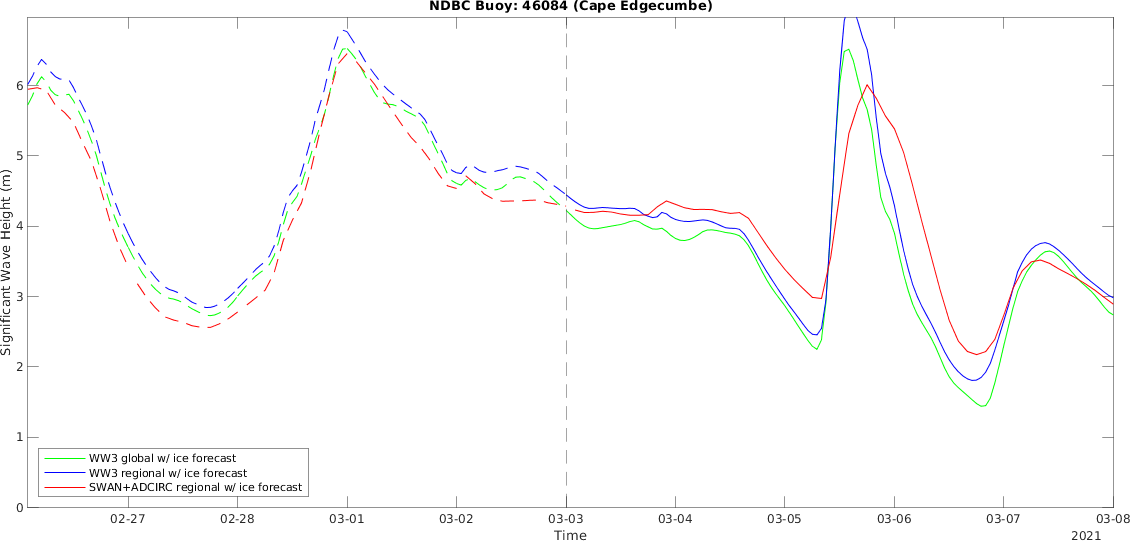 NDBC Buoy: 46084 (Cape Edgecumbe)
Significant Wave Height (m)
6
5
4
3
2
1
0
WW3 global w/ ice forecast
WW3 regional w/ ice forecast
SWAN+ADCIRC regional w/ ice forecast
02-27 02-28 03-01 03-02 03-03 03-04 03-05 03-06 03-07 03-08
Time
2021